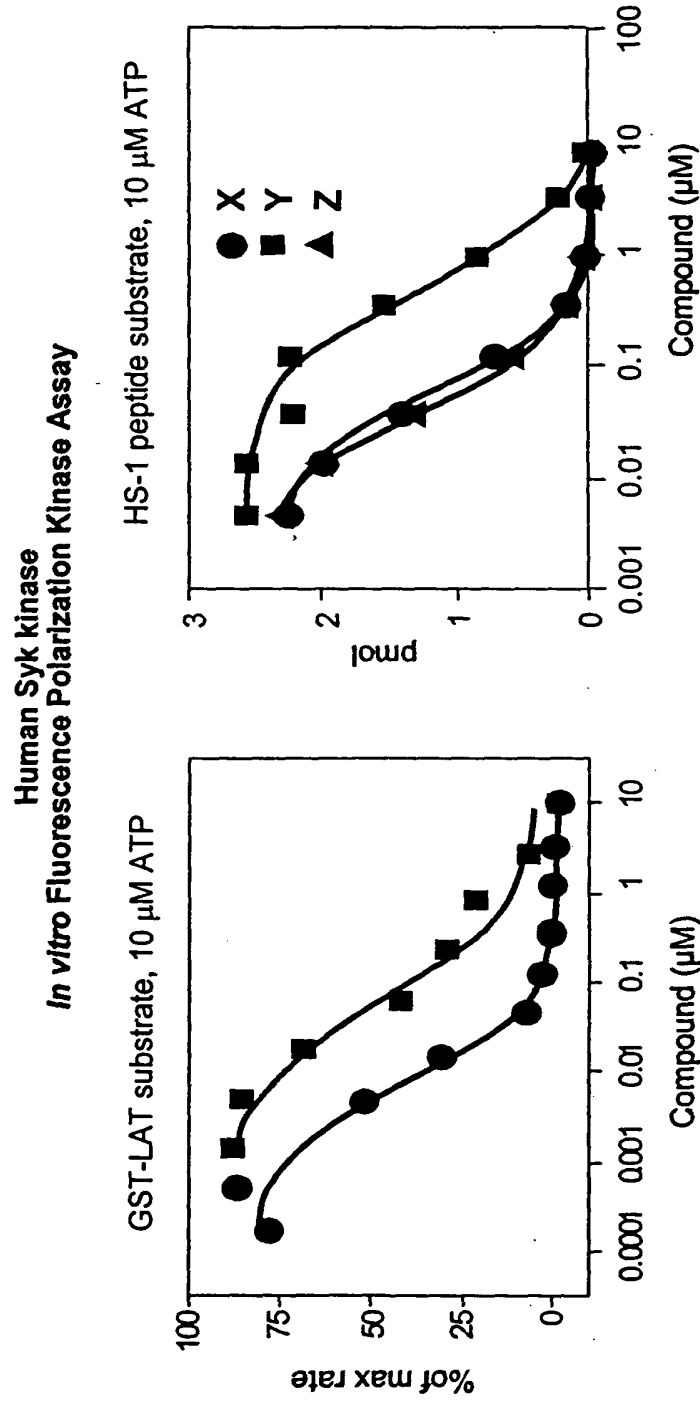 Human Syk kinase
In vitro Fluorescence Polarization Kinase Assay
GST-LAT substrate, 10 µM ATP
% of max rate
100
75
50
25
0
0.0001
0.001
0.01
0.1
1
10
Compound (µM)
HS-1 peptide substrate, 10 µM ATP
pmol
3
2
1
0
X
Y
Z
0.001
0.01
0.1
1
10
100
Compound (µM)